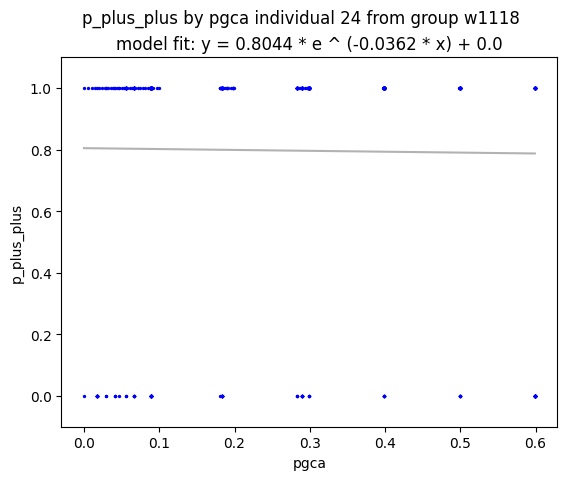 p_plus_plus by pgca individual 24 from group w1118
model fit: y = 0.8044 * e ^ (-0.0362 * x) + 0.0
1.0
0.8
0.6
0.4
0.2
0.0
p_plus_plus
0.0 0.1 0.2 0.3 0.4 0.5 0.6
pgca